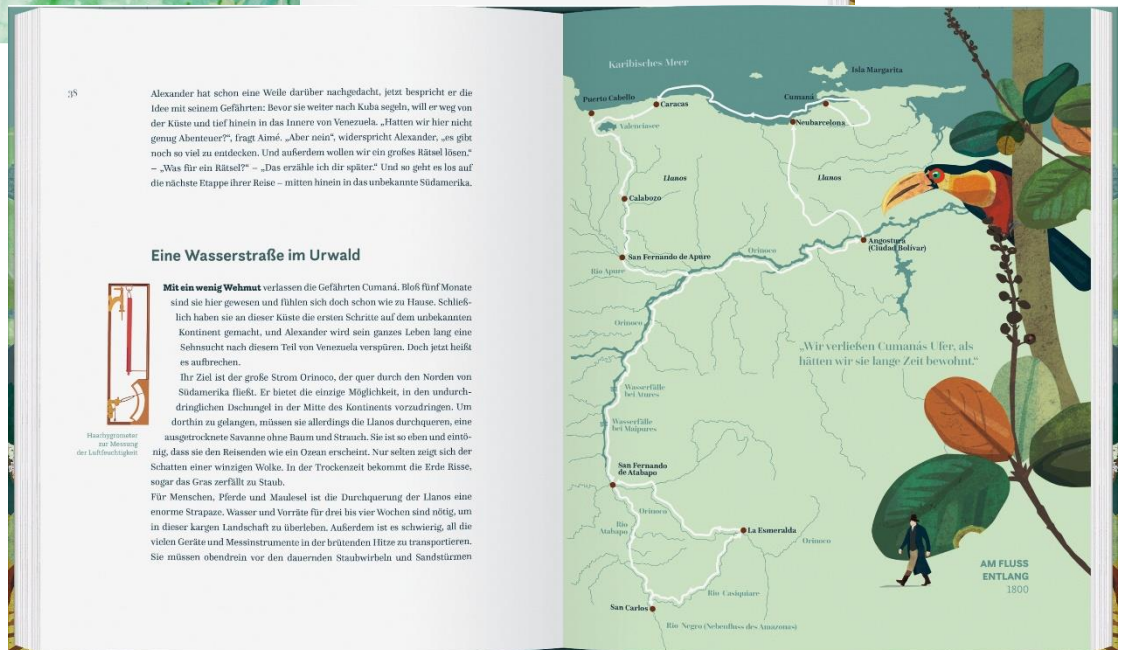 38
Alexander hat schon eine Weile darüber nachgedacht, jetzt bespricht er die
Idee mit seinem Gefährten: Bevor sie weiter nach Kuba segeln, will er weg von
der Küste und tief hinein in das Innere von Venezuela. „Hatten wir hier nicht
genug Abenteuer?“, fragt Aimé. „Aber nein“, widerspricht Alexander, „es gibt
noch so viel zu entdecken. Und außerdem wollen wir ein großes Rätsel lösen.“
– „Was für ein Rätsel?“ – „Das erzähle ich dir später.“ Und so geht es los auf
die nächste Etappe ihrer Reise – mitten hinein in das unbekannte Südamerika.
Eine Wasserstraße im Urwald
Mit ein wenig Wehmut verlassen die Gefährten Cumaná. Bloß fünf Monate
sind sie hier gewesen und fühlen sich doch schon wie zu Hause. Schließ-
lich haben sie an dieser Küste die ersten Schritte auf dem unbekannten
Kontinent gemacht, und Alexander wird sein ganzes Leben lang eine
Sehnsucht nach diesem Teil von Venezuela verspüren. Doch jetzt heißt
es aufbrechen.
Ihr Ziel ist der große Strom Orinoco, der quer durch den Norden von
Südamerika fließt. Er bietet die einzige Möglichkeit, in den undurch-
dringlichen Dschungel in der Mitte des Kontinents vorzudringen. Um
dorthin zu gelangen, müssen sie allerdings die Llanos durchqueren, eine
ausgetrocknete Savanne ohne Baum und Strauch. Sie ist so eben und eintö-
nig, dass sie den Reisenden wie ein Ozean erscheint. Nur selten zeigt sich der
Schatten einer winzigen Wolke. In der Trockenzeit bekommt die Erde Risse,
sogar das Gras zerfällt zu Staub.
Für Menschen, Pferde und Maulesel ist die Durchquerung der Llanos eine
enorme Strapaze. Wasser und Vorräte für drei bis vier Wochen sind nötig, um
in dieser kargen Landschaft zu überleben. Außerdem ist es schwierig, all die
vielen Geräte und Messinstrumente in der brütenden Hitze zu transportieren.
Sie müssen obendrein vor den dauernden Staubwirbeln und Sandstürmen
Haarhygrometer
zur Messung
der Luftfeuchtigkeit
Karibisches Meer
Isla Margarita
Puerto Cabello
Caracas
Cumaná
Neubarcelona
Valenciasee
Llanos
Llanos
Calabozo
Angostura
(Ciudad Bolívar)
Orinoco
San Fernando de Apure
Rio Apure
Orinoco
„Wir verließen Cumanás Ufer, als
hätten wir sie lange Zeit bewohnt.“
Wasserfälle
bei Atures
Wasserfälle
bei Maipures
San Fernando
de Atabapo
Orinoco
Rio
Atabapo
La Esmeralda
Orinoco
Rio Casiquiare
San Carlos
Rio Negro (Nebenfluss des Amazonas)
AM FLUSS
ENTLANG
1800